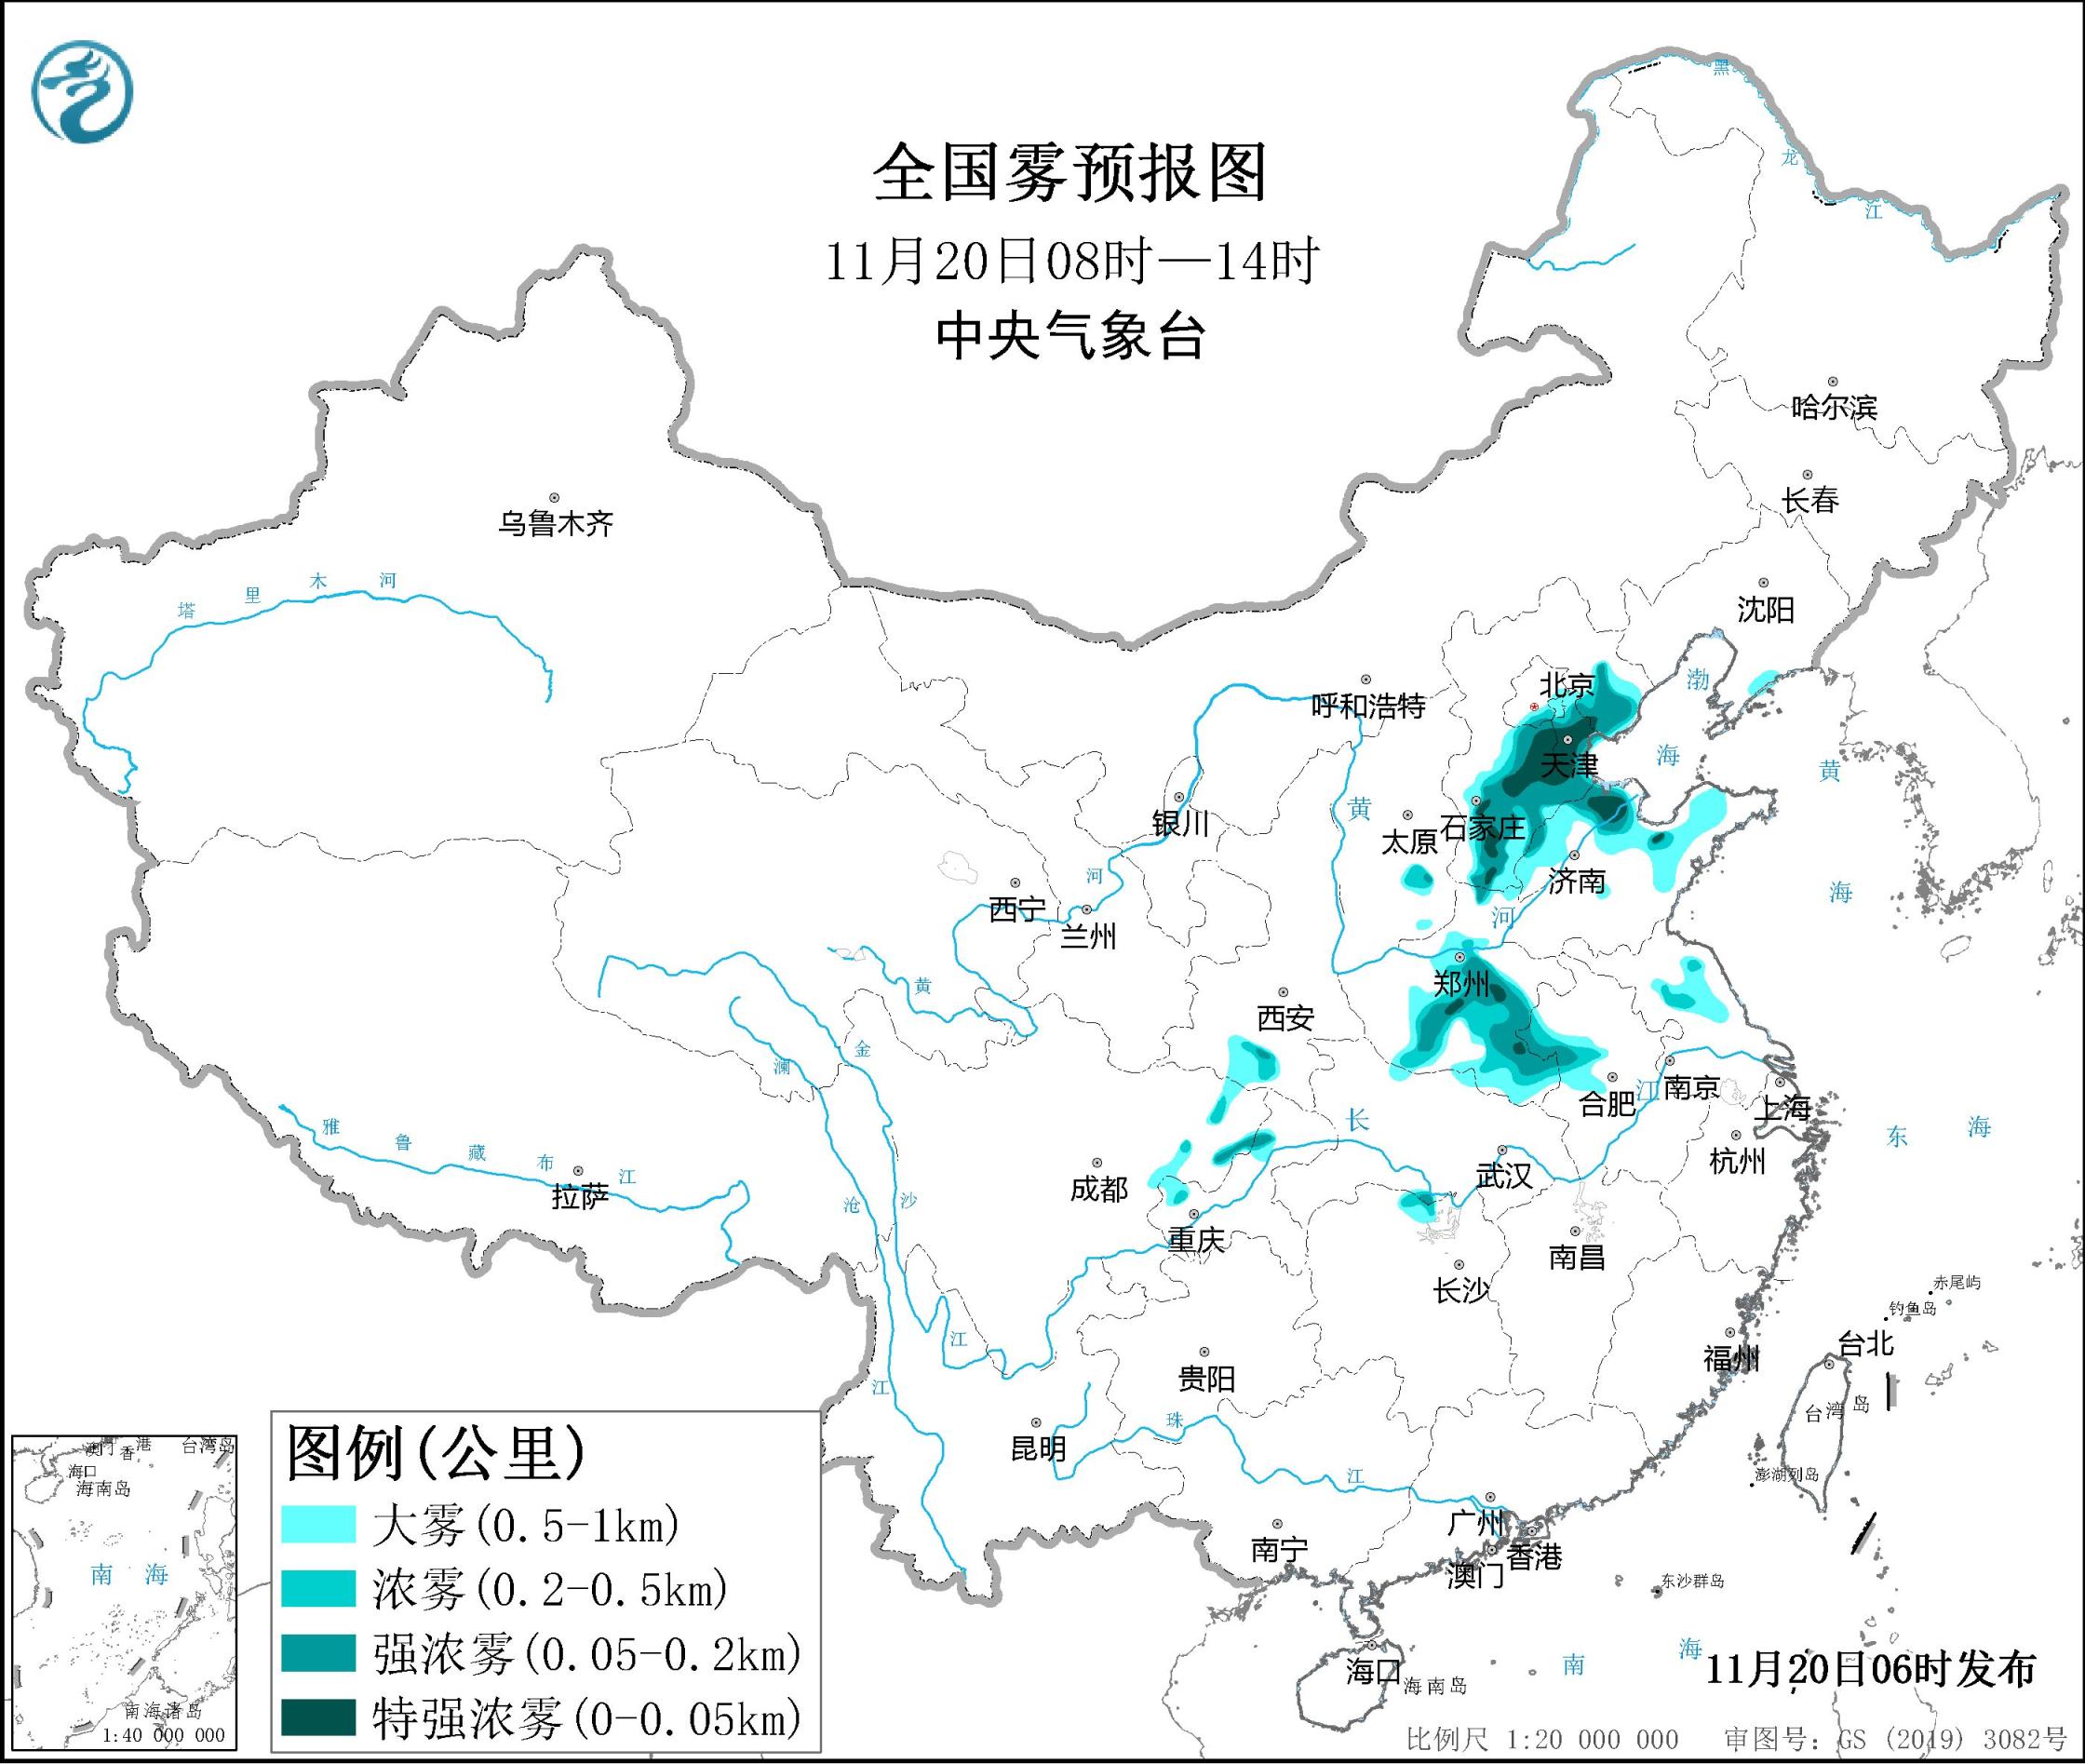 全国雾预报图
11月20日08时—14时
中央气象台
黑
龙
江
哈尔滨
长春
乌鲁木齐
塔 里 木 河
沈阳
北京
渤
海
呼和浩特
天津
黄
海
银川
黄
太原
石家庄
济南
河
西宁
兰州
河
黄
郑州
西安
金
澜
长
合肥
江
南京
上海
东 海
雅 鲁 藏 布 江
拉萨
沧
沙
成都
武汉
杭州
重庆
南昌
长沙
赤尾屿
钓鱼岛
江
台北
福州
贵阳
江
台湾岛
珠
昆明
江
澎湖列岛
广州
南宁
香港
澳门
东沙群岛
海口
海南岛
南 海
11月20日06时发布
比例尺 1:20 000 000 审图号: GS (2019) 3082号
图例(公里)
大雾(0.5-1km)
浓雾(0.2-0.5km)
强浓雾(0.05-0.2km)
特强浓雾(0-0.05km)
澳门 香港 台湾岛
海口
海南岛
南 海
南海诸岛
1:40 000 000